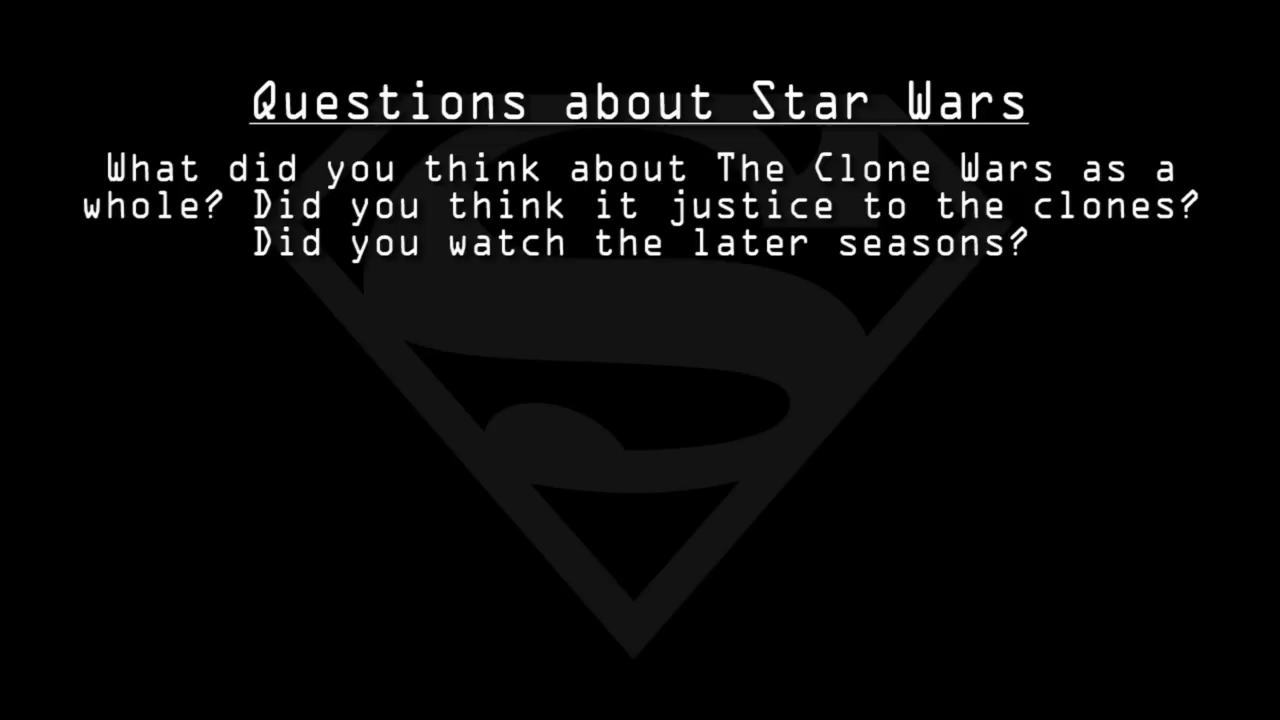 Questions about Star Wars
What did you think about The Clone Wars as a
whole? Did you think it justice to the clones?
Did you watch the later seasons?